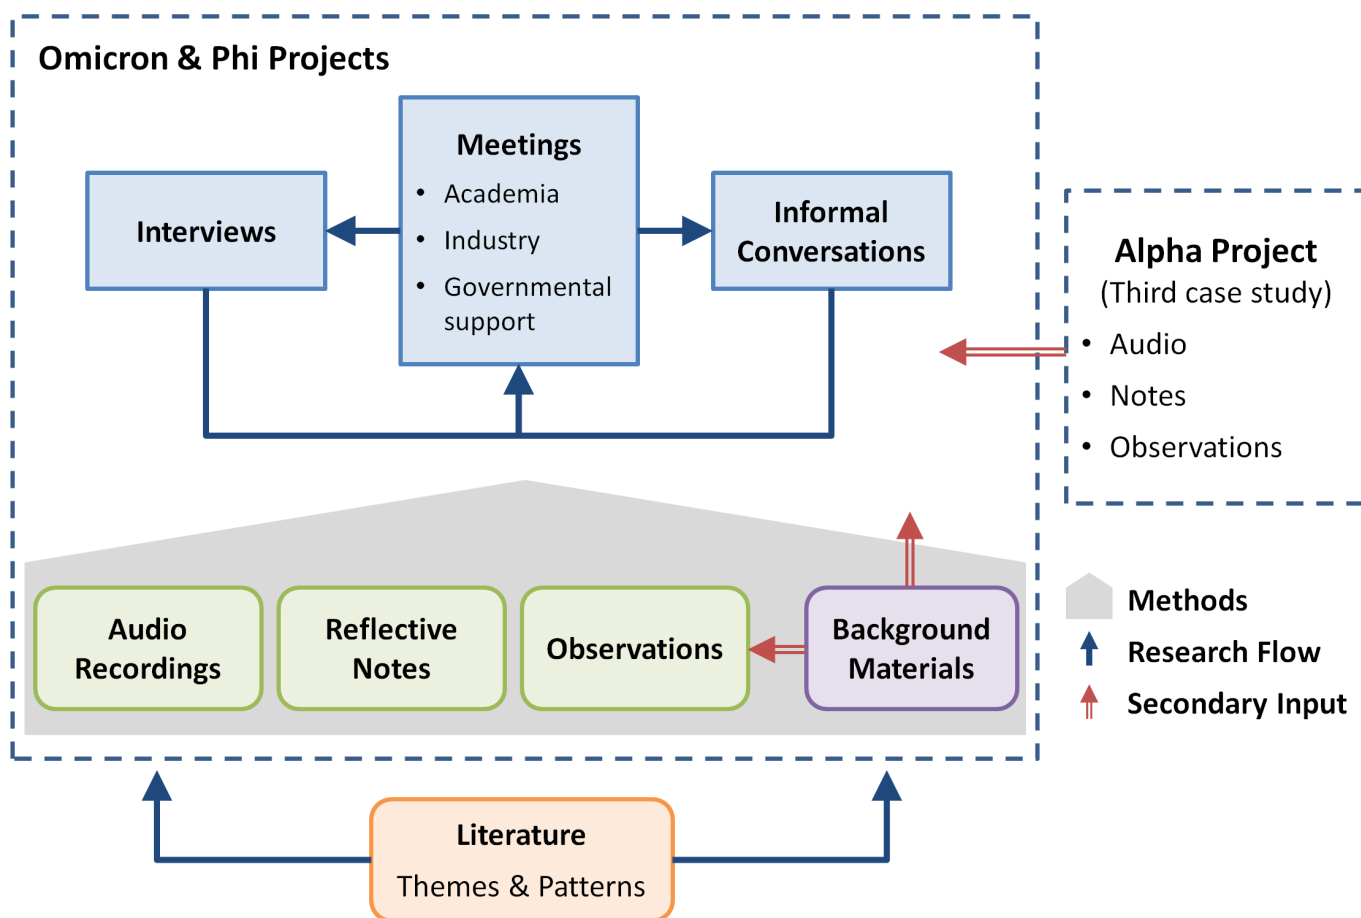 Omicron & Phi Projects
Meetings
• Academia
• Industry
• Governmental
support
Interviews
Informal
Conversations
Alpha Project
(Third case study)
• Audio
• Notes
• Observations
Audio
Recordings
Reflective
Notes
Observations
Background
Materials
Methods
Research Flow
Secondary Input
Literature
Themes & Patterns